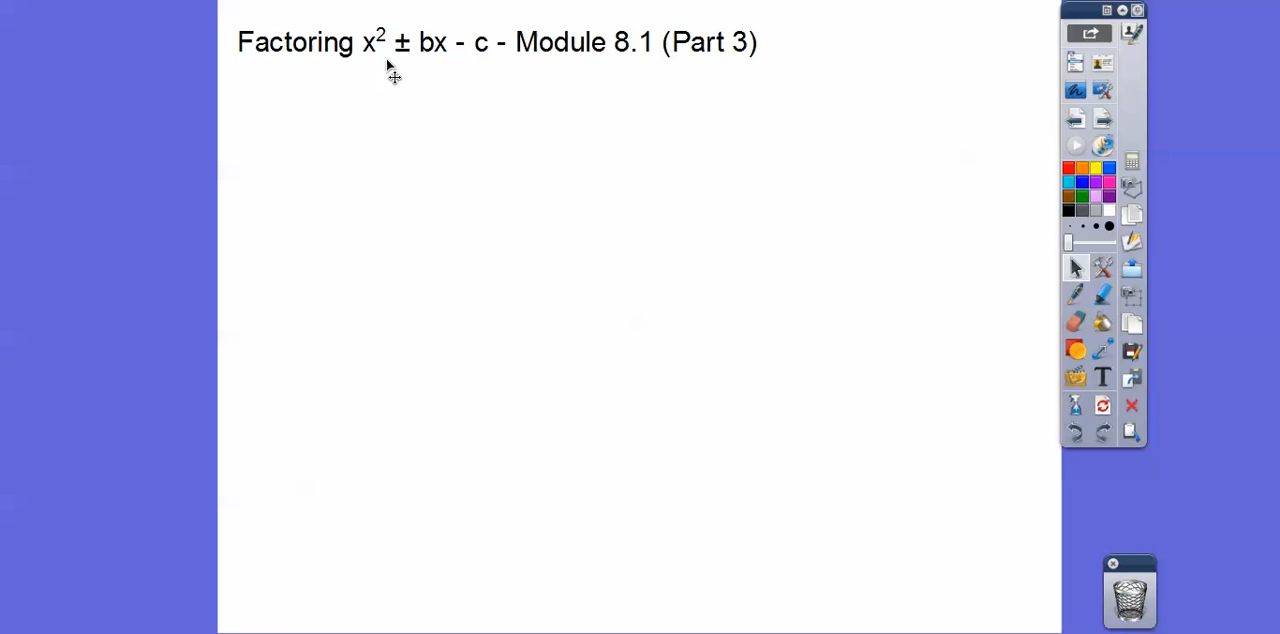 Factoring x² ± bx - c - Module 8.1 (Part 3)